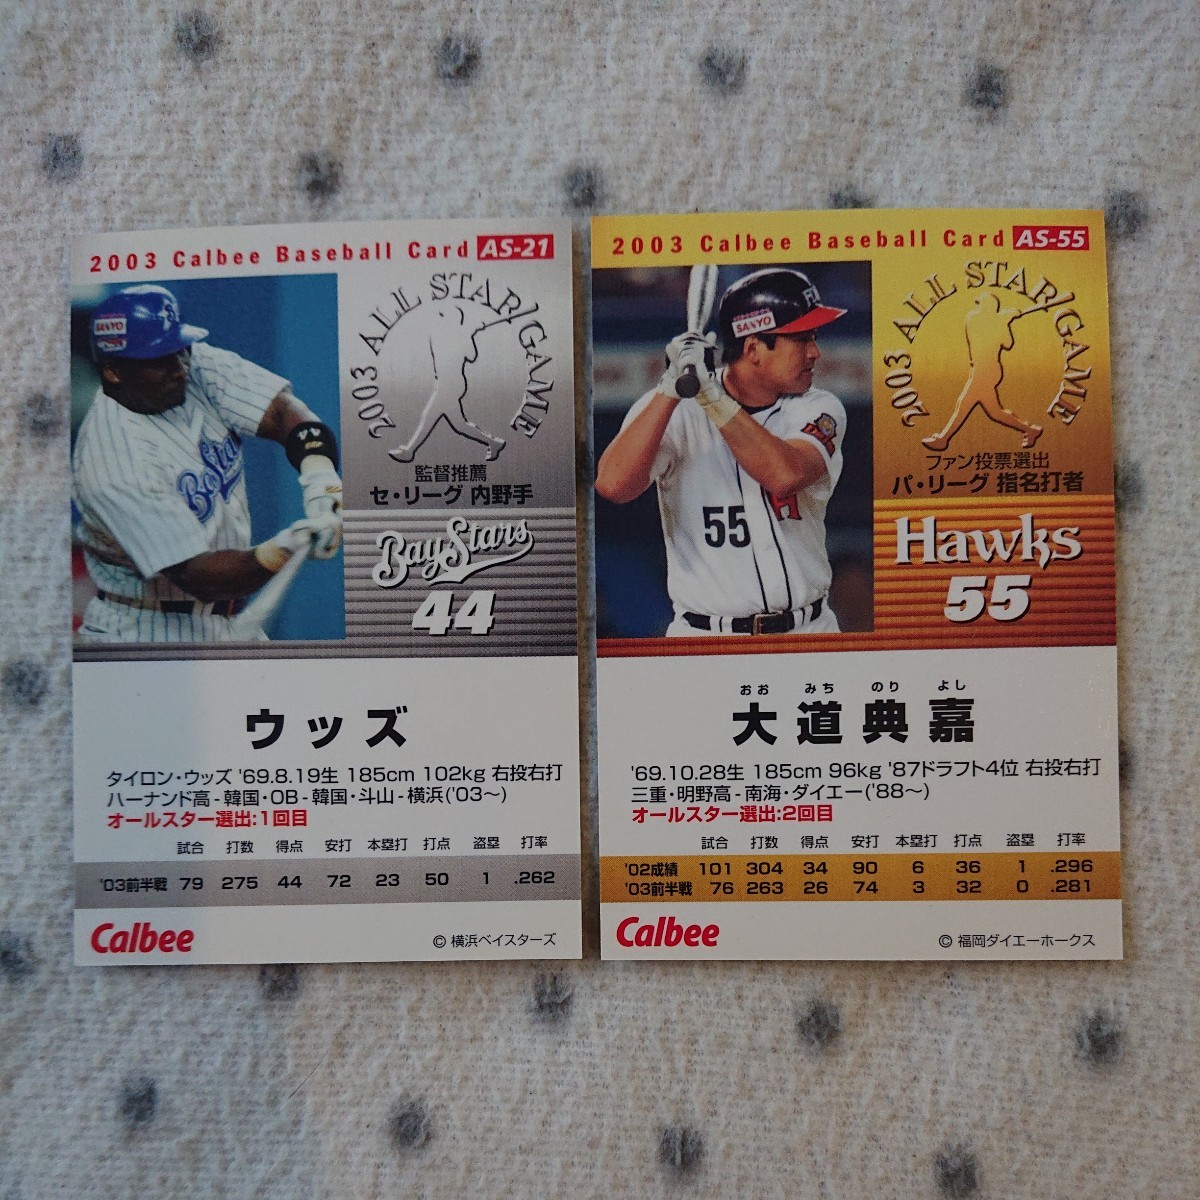 2003 Calbee Baseball Card AS-21
2003 ALL STAR GAME
SANYO
44
BayStars
監督推薦
セ・リーグ 内野手
BayStars
44
ウッズ
タイロン・ウッズ '69.8.19生 185cm 102kg 右投右打
ハーナンド高-韓国・OB-韓国・斗山-横浜('03～)
オールスター選出:1回目
試合 打数 得点 安打 本塁打 打点 盗塁 打率
'03前半戦 79 275 44 72 23 50 1 .262
Calbee
© 横浜ベイスターズ
2003 Calbee Baseball Card AS-55
2003 ALL STAR GAME
SANYO
55
ファン投票選出
パ・リーグ 指名打者
Hawks
55
おお みち のり よし
大道典嘉
'69.10.28生 185cm 96kg '87ドラフト4位 右投右打
三重・明野高-南海・ダイエー('88～)
オールスター選出:2回目
試合 打数 得点 安打 本塁打 打点 盗塁 打率
'02成績 101 304 34 90 6 36 1 .296
'03前半戦 76 263 26 74 3 32 0 .281
Calbee
© 福岡ダイエーホークス